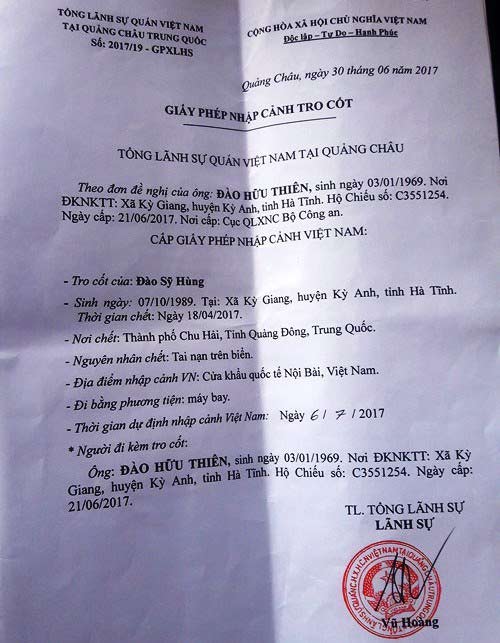 TỔNG LÃNH SỰ QUÁN VIỆT NAM
TẠI QUẢNG CHÂU TRUNG QUỐC
Số: 2017/19 - GPXLHS
CỘNG HÒA XÃ HỘI CHỦ NGHĨA VIỆT NAM
Độc lập – Tự Do – Hạnh Phúc
Quảng Châu, ngày 30 tháng 06 năm 2017
GIẤY PHÉP NHẬP CẢNH TRO CỐT
TỔNG LÃNH SỰ QUÁN VIỆT NAM TẠI QUẢNG CHÂU
Theo đơn đề nghị của ông: ĐÀO HỮU THIÊN, sinh ngày 03/01/1969. Nơi
ĐKNKTT: Xã Kỳ Giang, huyện Kỳ Anh, tỉnh Hà Tĩnh. Hộ Chiếu số: C3551254.
Ngày cấp: 21/06/2017. Nơi cấp: Cục QLXNC Bộ Công an.
CẤP GIẤY PHÉP NHẬP CẢNH VIỆT NAM:
- Tro cốt của: Đào Sỹ Hùng
- Sinh ngày: 07/10/1989. Tại: Xã Kỳ Giang, huyện Kỳ Anh, tỉnh Hà Tĩnh.
Thời gian chết: Ngày 18/04/2017.
- Nơi chết: Thành phố Chu Hải, Tỉnh Quảng Đông, Trung Quốc.
- Nguyên nhân chết: Tai nạn trên biển.
- Địa điểm nhập cảnh VN: Cửa khẩu quốc tế Nội Bài, Việt Nam.
- Đi bằng phương tiện: máy bay.
- Thời gian dự định nhập cảnh Việt Nam: Ngày 6 / 7 / 2017
* Người đi kèm tro cốt:
Ông: ĐÀO HỮU THIÊN, sinh ngày 03/01/1969. Nơi ĐKNKTT: Xã Kỳ
Giang, huyện Kỳ Anh, tỉnh Hà Tĩnh. Hộ Chiếu số: C3551254. Ngày cấp:
21/06/2017.
TL. TỔNG LÃNH SỰ
LÃNH SỰ
Vũ Hoàng